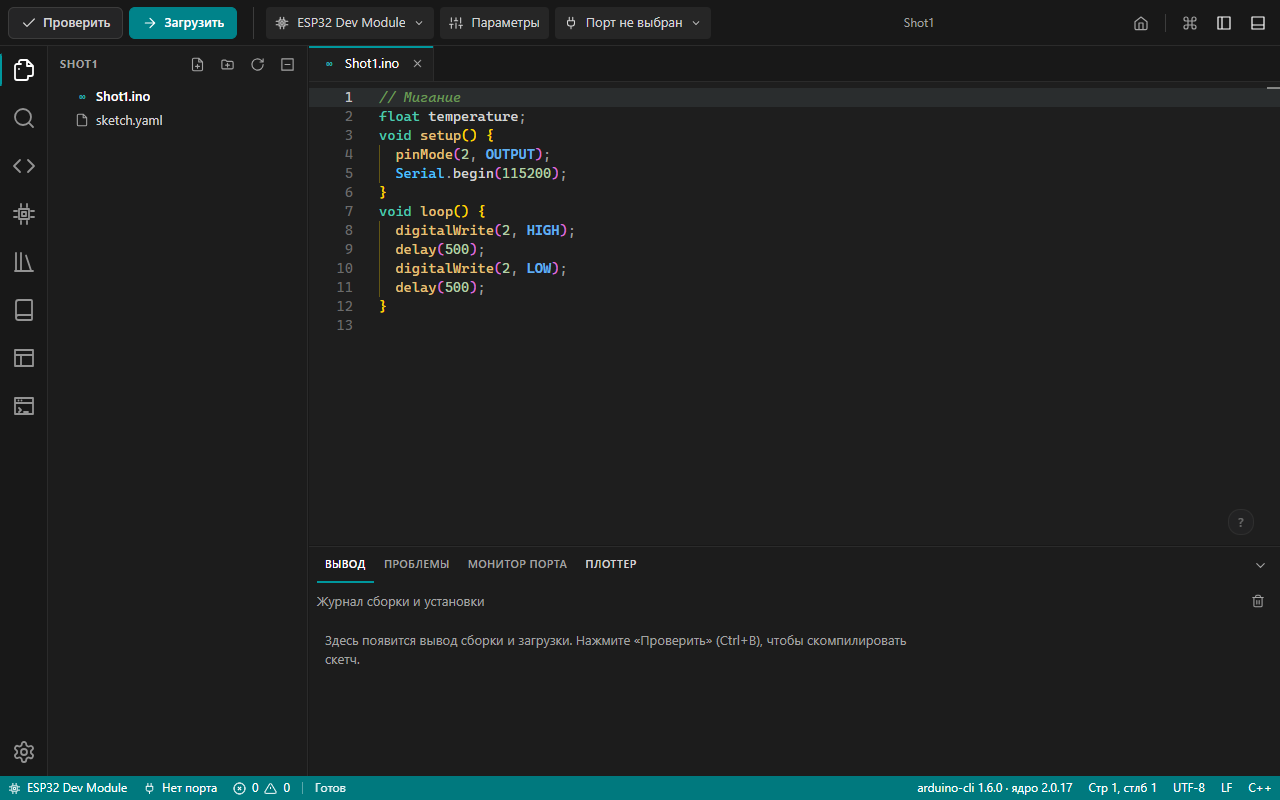 Проверить
Загрузить
ESP32 Dev Module
Параметры
Порт не выбран
Shot1
SHOT1
Shot1.ino
sketch.yaml
Shot1.ino
1 // Мигание
2 float temperature;
3 void setup() {
4 pinMode(2, OUTPUT);
5 Serial.begin(115200);
6 }
7 void loop() {
8 digitalWrite(2, HIGH);
9 delay(500);
10 digitalWrite(2, LOW);
11 delay(500);
12 }
13
?
ВЫВОД ПРОБЛЕМЫ МОНИТОР ПОРТА ПЛОТТЕР
Журнал сборки и установки
Здесь появится вывод сборки и загрузки. Нажмите «Проверить» (Ctrl+B), чтобы скомпилировать
скетч.
ESP32 Dev Module Нет порта 0 0 Готов arduino-cli 1.6.0 · ядро 2.0.17 Стр 1, стлб 1 UTF-8 LF C++